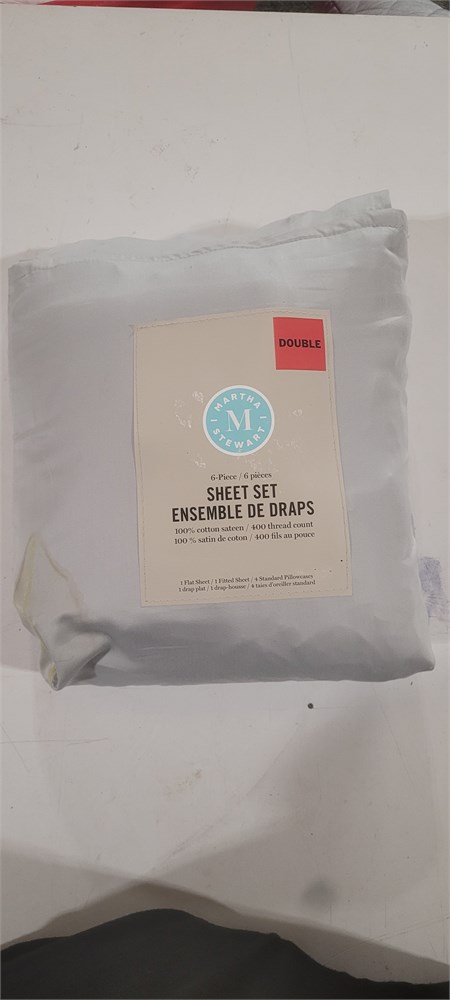 DOUBLE
MARTHA
M
STEWART
6-Piece / 6 pièces
SHEET SET
ENSEMBLE DE DRAPS
100% cotton sateen / 400 thread count
100 % satin de coton / 400 fils au pouce
1 Flat Sheet / 1 Fitted Sheet / 4 Standard Pillowcases
1 drap plat / 1 drap-housse / 4 taies d'oreiller standard